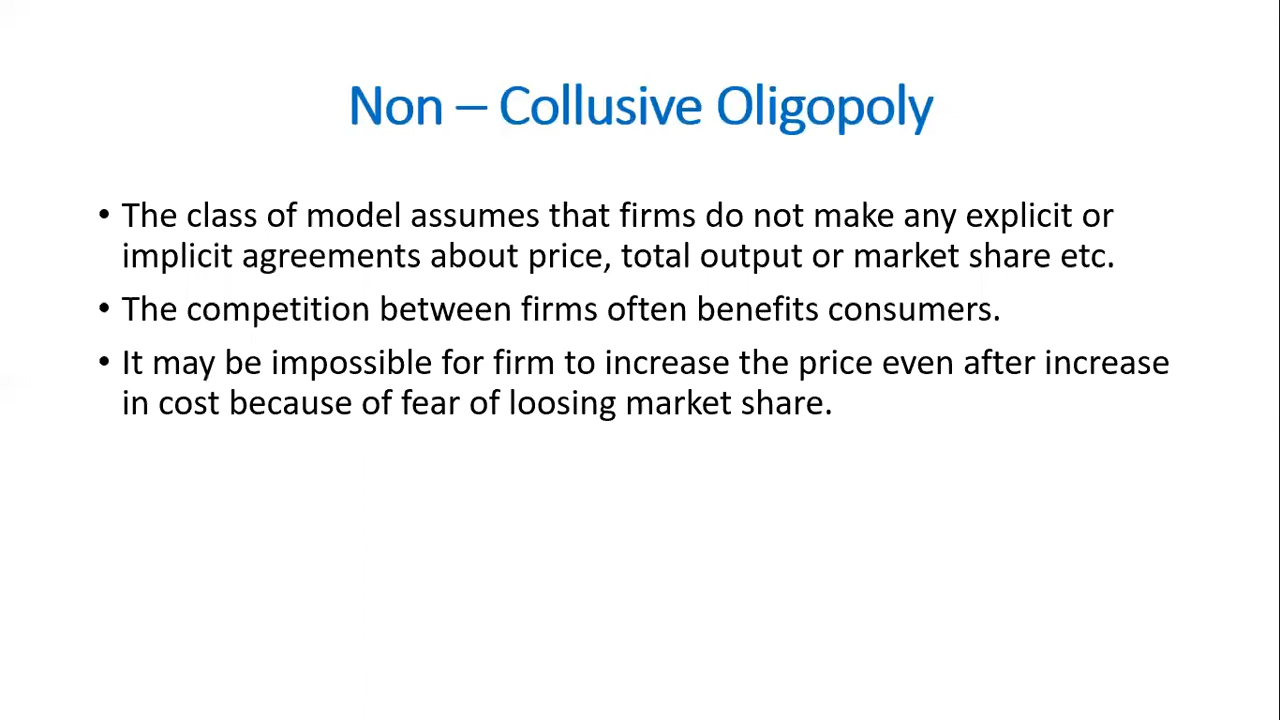 Non – Collusive Oligopoly
• The class of model assumes that firms do not make any explicit or
implicit agreements about price, total output or market share etc.
• The competition between firms often benefits consumers.
• It may be impossible for firm to increase the price even after increase
in cost because of fear of loosing market share.